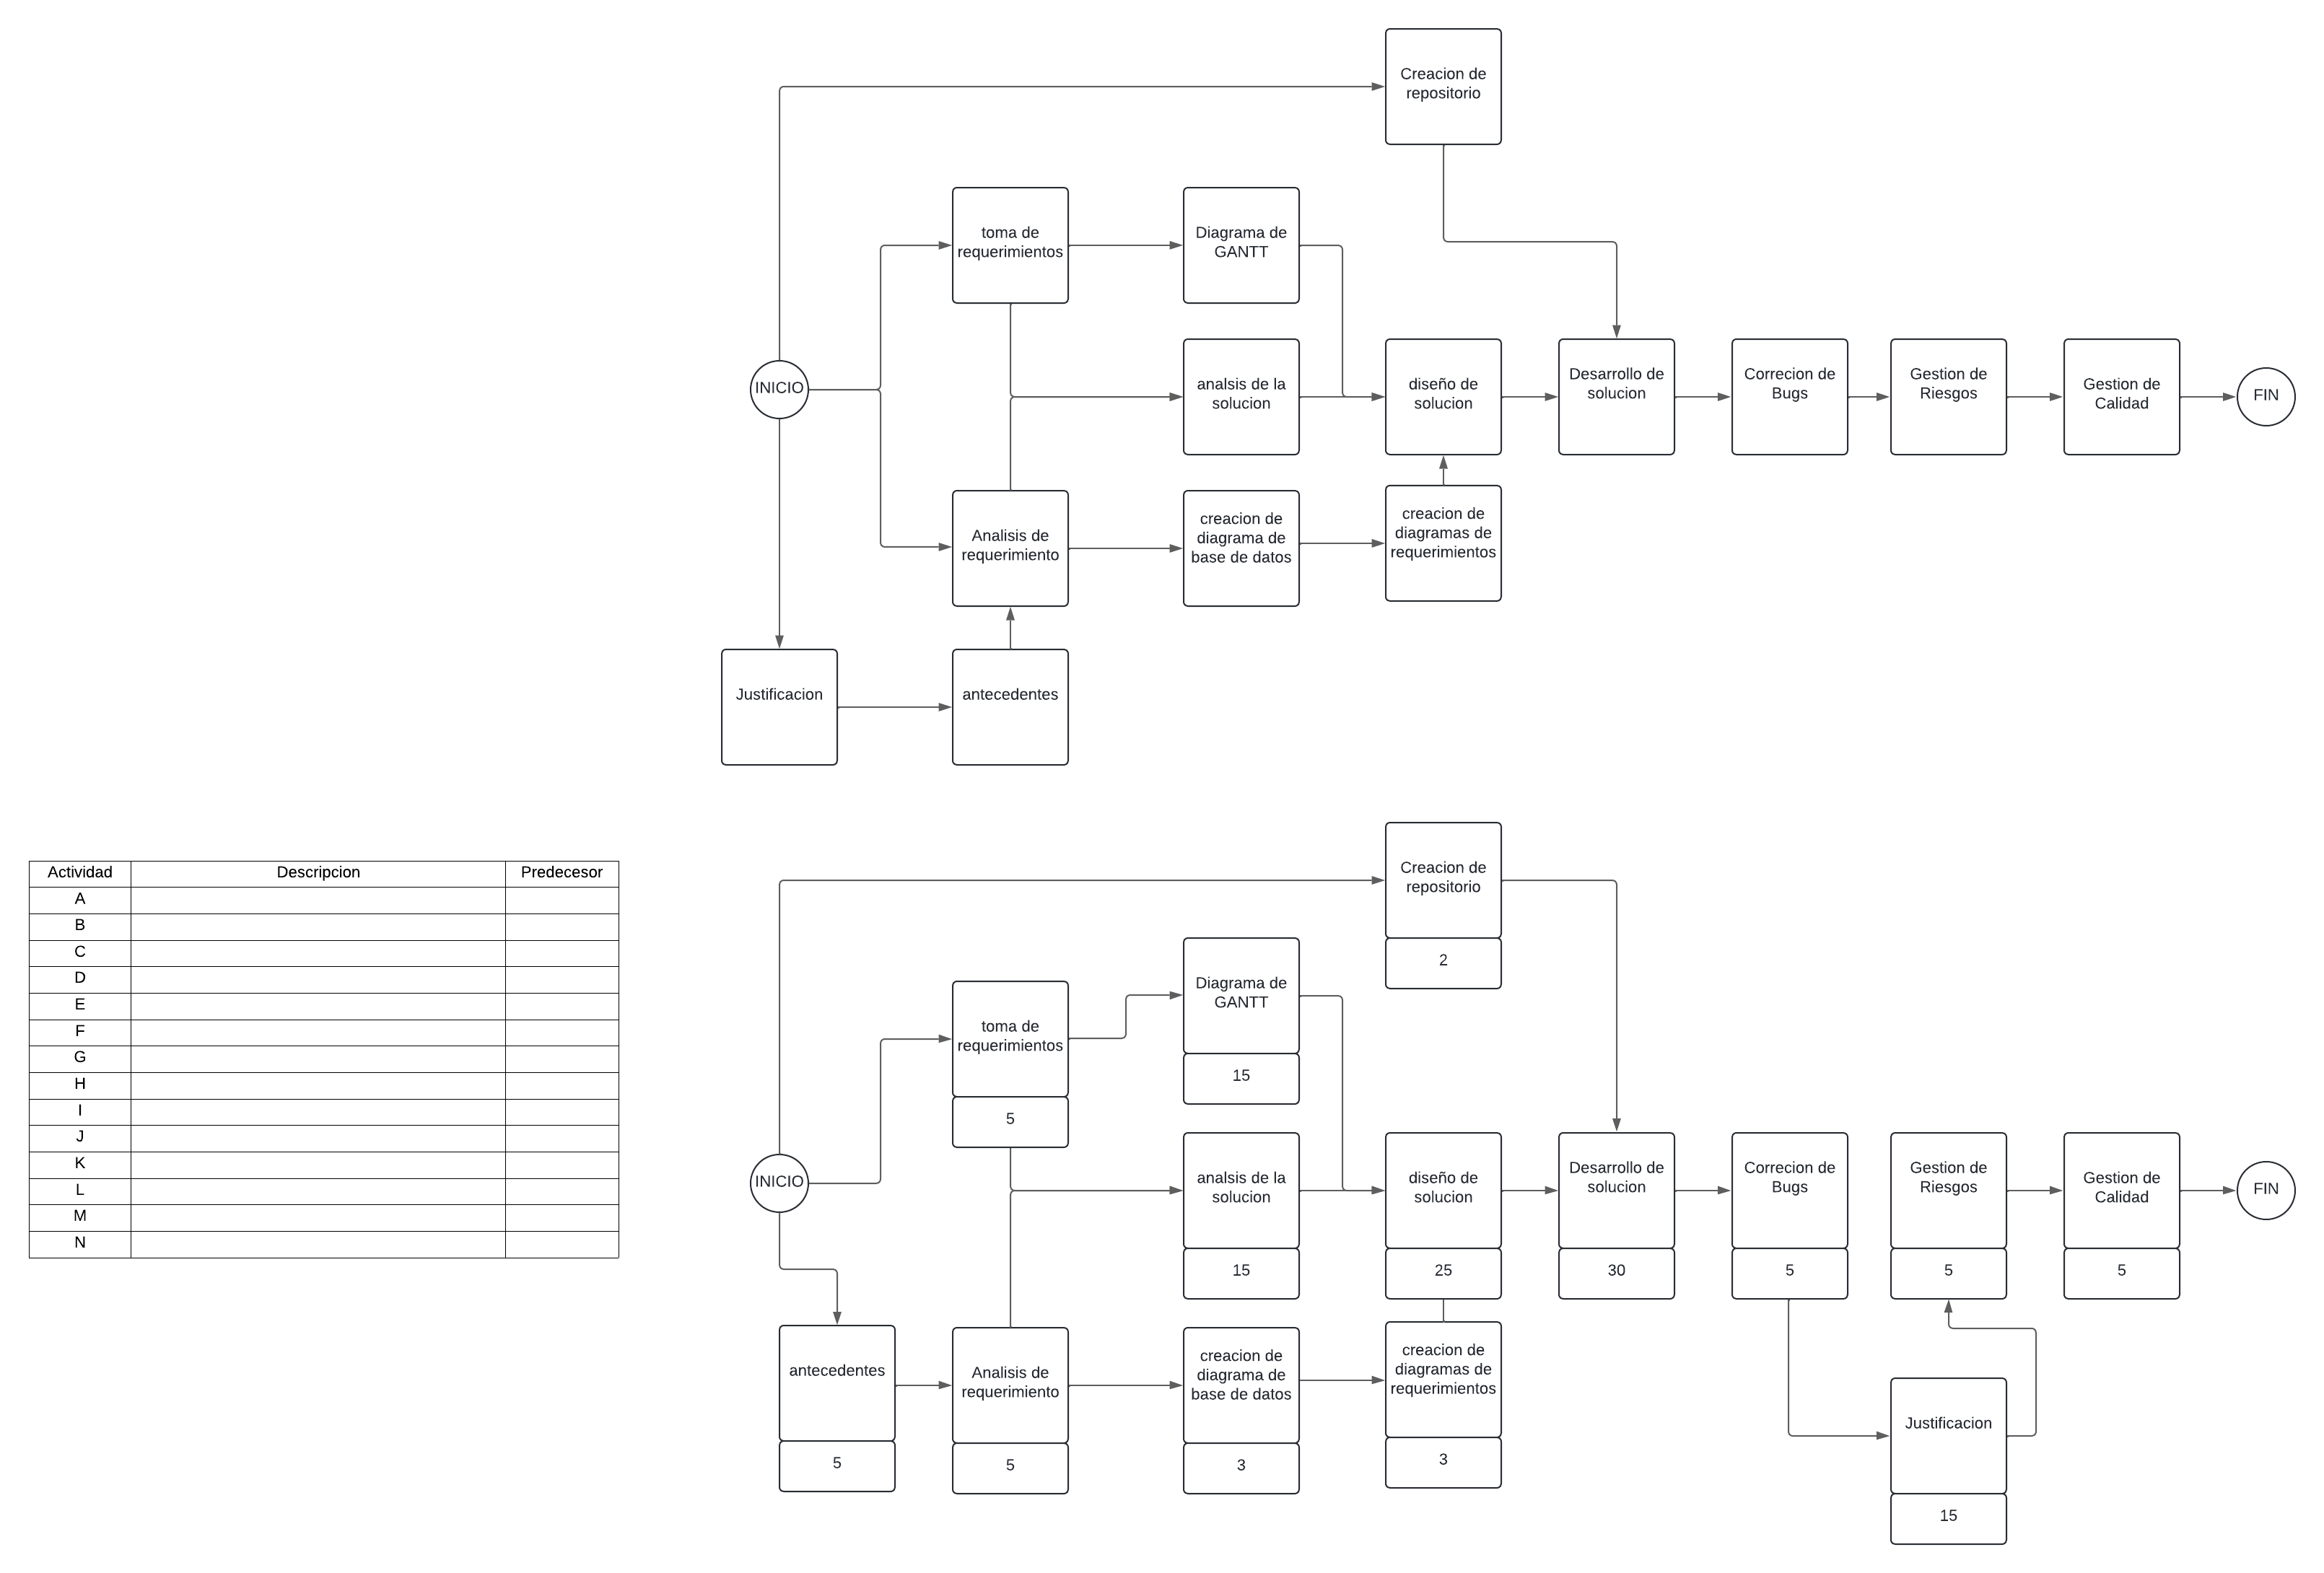 Creacion de
repositorio
toma de
requerimientos
Diagrama de
GANTT
INICIO
analsis de la
solucion
diseño de
solucion
Desarrollo de
solucion
Correcion de
Bugs
Gestion de
Riesgos
Gestion de
Calidad
FIN
Analisis de
requerimiento
creacion de
diagrama de
base de datos
creacion de
diagramas de
requerimientos
Justificacion
antecedentes
Actividad Descripcion Predecesor
A
B
C
D
E
F
G
H
I
J
K
L
M
N
Creacion de
repositorio
2
toma de
requerimientos
5
Diagrama de
GANTT
15
INICIO
analsis de la
solucion
15
diseño de
solucion
25
Desarrollo de
solucion
30
Correcion de
Bugs
5
Gestion de
Riesgos
5
Gestion de
Calidad
5
FIN
antecedentes
5
Analisis de
requerimiento
5
creacion de
diagrama de
base de datos
3
creacion de
diagramas de
requerimientos
3
Justificacion
15